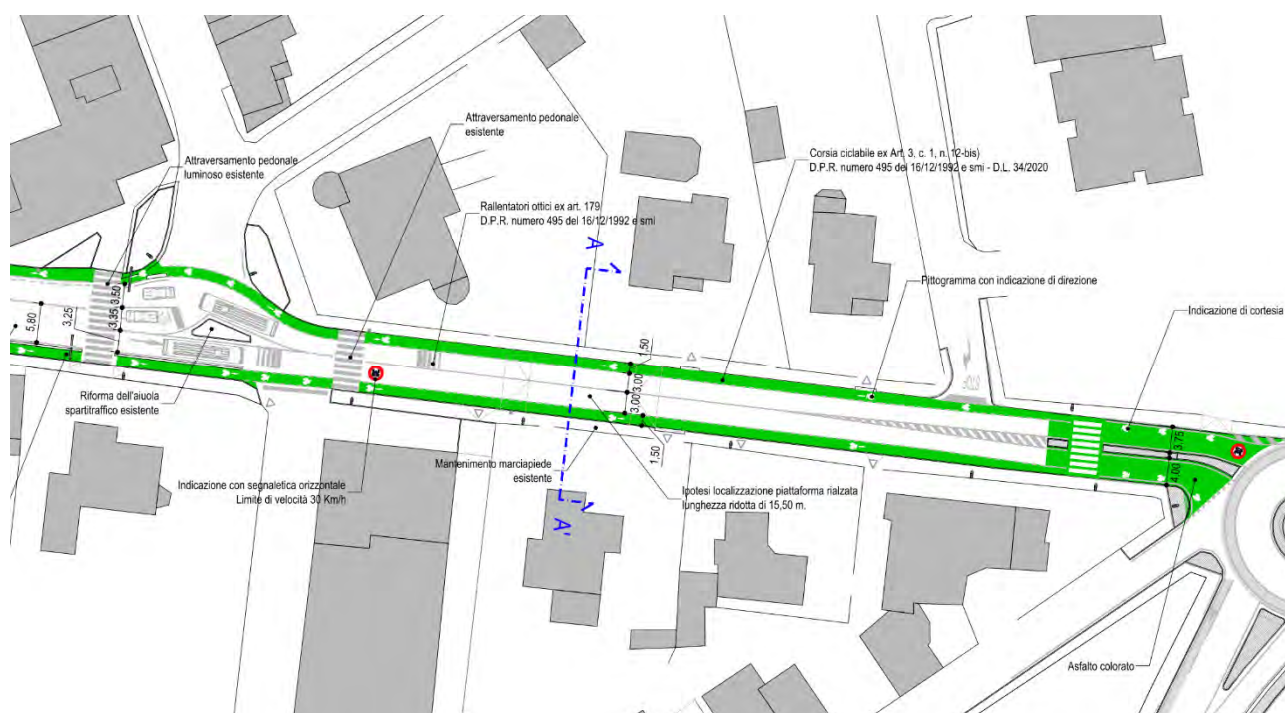 Attraversamento pedonale
esistente
Attraversamento pedonale
luminoso esistente
Corsia ciclabile ex Art. 3, c. 1, n. 12-bis)
D.P.R. numero 495 del 16/12/1992 e smi - D.L. 34/2020
Rallentatori ottici ex art. 179
D.P.R. numero 495 del 16/12/1992 e smi
A 1
Pittogramma con indicazione di direzione
Indicazione di cortesia
5,80
3,25
3,35
3,50
1,50
3,00
3,00
1,50
3,75
4,00
Riforma dell'aiuola
spartitraffico esistente
Mantenimento marciapiede
esistente
Indicazione con segnaletica orizzontale
Limite di velocità 30 Km/h
Ipotesi localizzazione piattaforma rialzata
lunghezza ridotta di 15,50 m.
A' 1
Asfalto colorato